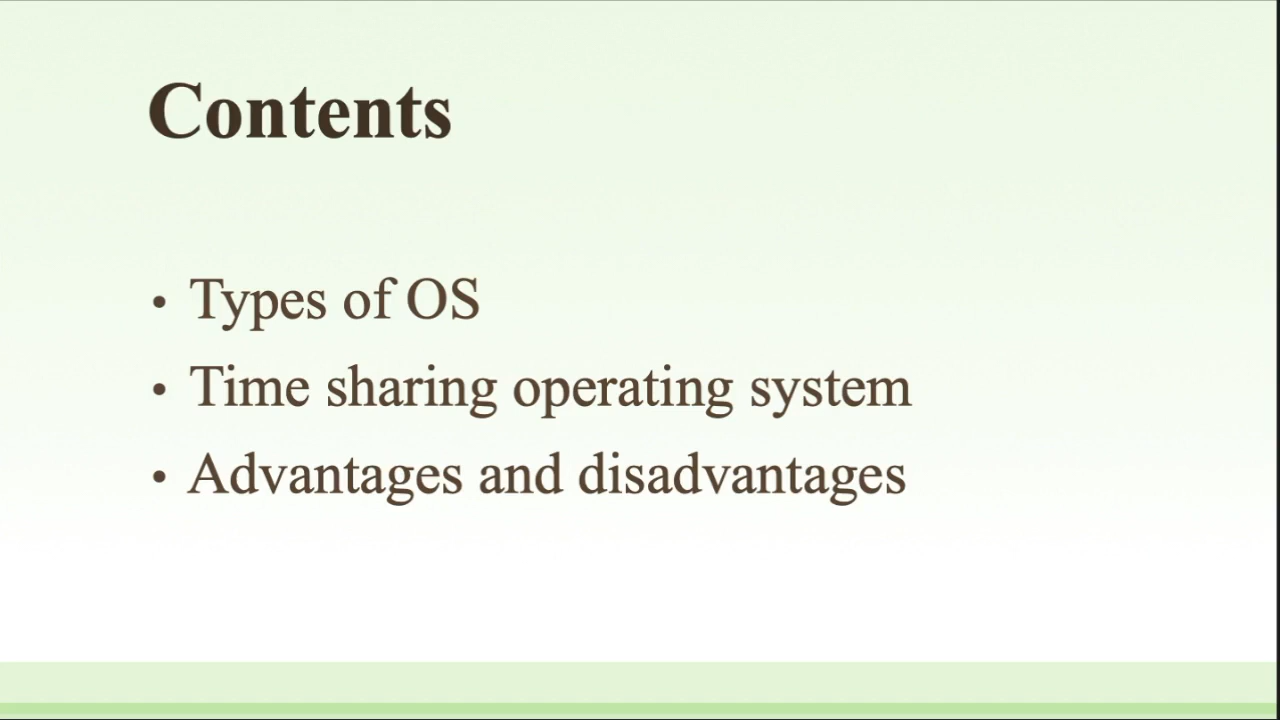 Contents
• Types of OS
• Time sharing operating system
• Advantages and disadvantages